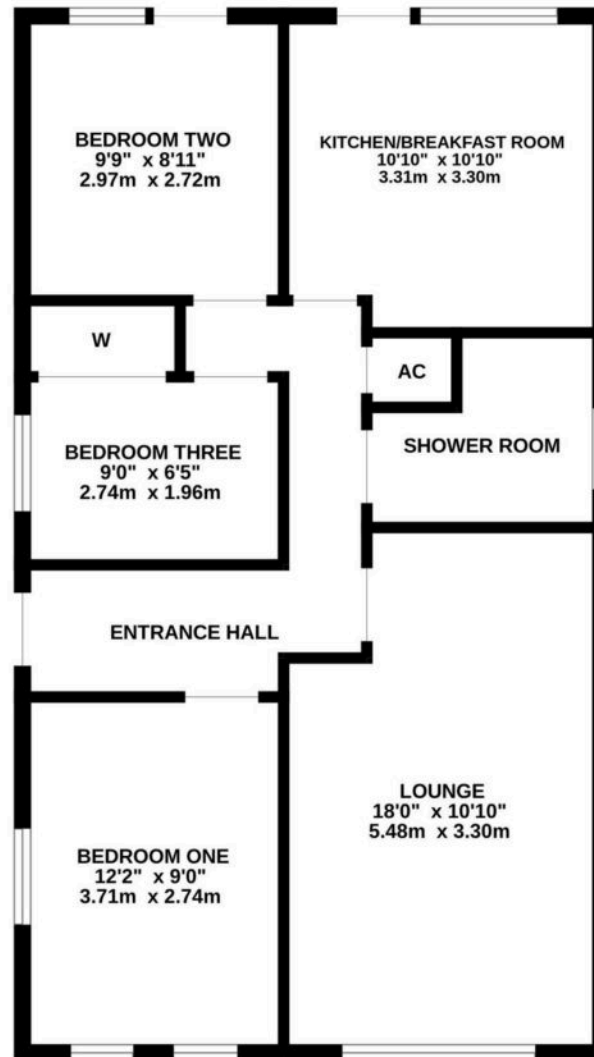 BEDROOM TWO
9'9" x 8'11"
2.97m x 2.72m
KITCHEN/BREAKFAST ROOM
10'10" x 10'10"
3.31m x 3.30m
W
AC
BEDROOM THREE
9'0" x 6'5"
2.74m x 1.96m
SHOWER ROOM
ENTRANCE HALL
LOUNGE
18'0" x 10'10"
5.48m x 3.30m
BEDROOM ONE
12'2" x 9'0"
3.71m x 2.74m